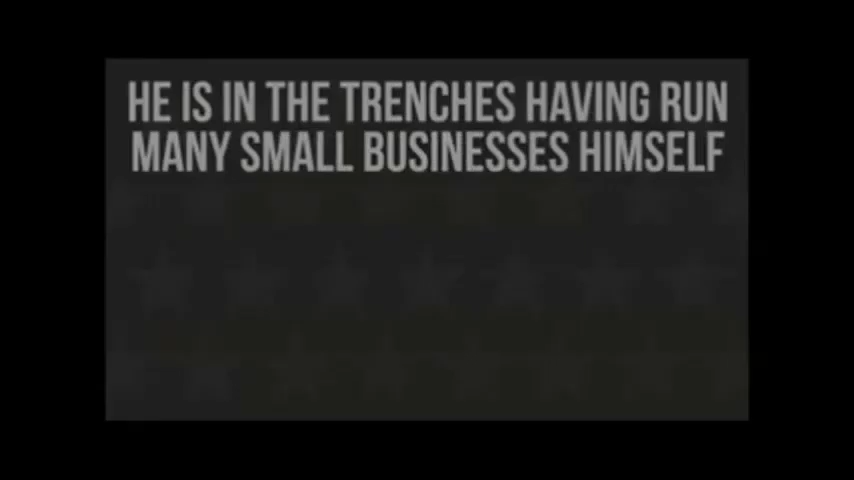 HE IS IN THE TRENCHES HAVING RUN
MANY SMALL BUSINESSES HIMSELF